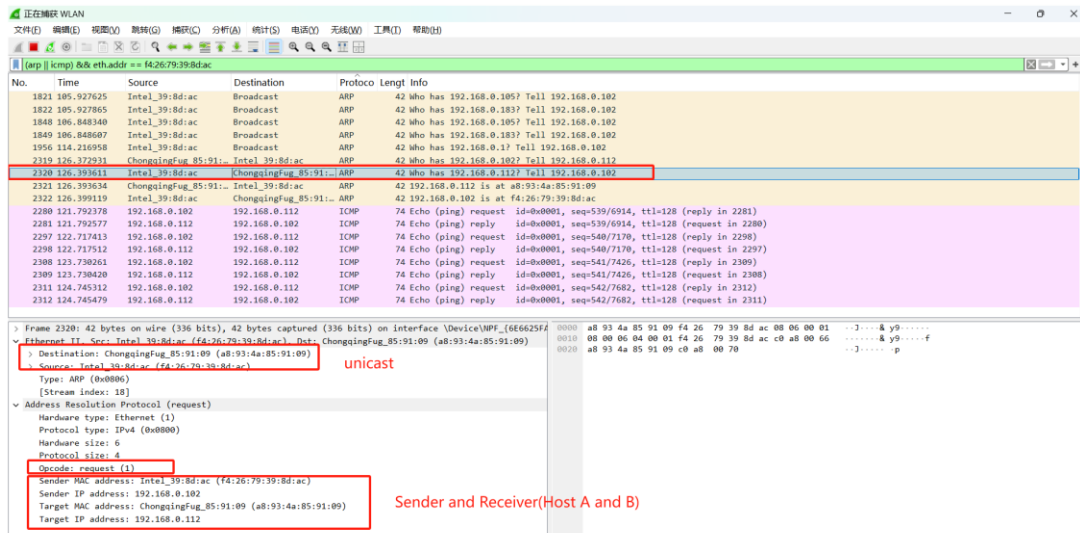 正在捕获 WLAN
文件(F) 编辑(E) 视图(V) 跳转(G) 捕获(C) 分析(A) 统计(S) 电话(Y) 无线(W) 工具(T) 帮助(H)
(arp || icmp) && eth.addr == f4:26:79:39:8d:ac
No. Time Source Destination Protoco Lengt Info
1821 105.927625 Intel_39:8d:ac Broadcast ARP 42 Who has 192.168.0.105? Tell 192.168.0.102
1822 105.927865 Intel_39:8d:ac Broadcast ARP 42 Who has 192.168.0.183? Tell 192.168.0.102
1848 106.848340 Intel_39:8d:ac Broadcast ARP 42 Who has 192.168.0.105? Tell 192.168.0.102
1849 106.848607 Intel_39:8d:ac Broadcast ARP 42 Who has 192.168.0.183? Tell 192.168.0.102
1956 114.216958 Intel_39:8d:ac Broadcast ARP 42 Who has 192.168.0.1? Tell 192.168.0.102
2319 126.372931 ChongqingFug_85:91:… Intel_39:8d:ac ARP 42 Who has 192.168.0.102? Tell 192.168.0.112
2320 126.393611 Intel_39:8d:ac ChongqingFug_85:91:… ARP 42 Who has 192.168.0.112? Tell 192.168.0.102
2321 126.393634 ChongqingFug_85:91:… Intel_39:8d:ac ARP 42 192.168.0.112 is at a8:93:4a:85:91:09
2322 126.399119 Intel_39:8d:ac ChongqingFug_85:91:… ARP 42 192.168.0.102 is at f4:26:79:39:8d:ac
2280 121.792378 192.168.0.102 192.168.0.112 ICMP 74 Echo (ping) request id=0x0001, seq=539/6914, ttl=128 (reply in 2281)
2281 121.792577 192.168.0.112 192.168.0.102 ICMP 74 Echo (ping) reply id=0x0001, seq=539/6914, ttl=128 (request in 2280)
2297 122.717413 192.168.0.102 192.168.0.112 ICMP 74 Echo (ping) request id=0x0001, seq=540/7170, ttl=128 (reply in 2298)
2298 122.717512 192.168.0.112 192.168.0.102 ICMP 74 Echo (ping) reply id=0x0001, seq=540/7170, ttl=128 (request in 2297)
2308 123.730261 192.168.0.102 192.168.0.112 ICMP 74 Echo (ping) request id=0x0001, seq=541/7426, ttl=128 (reply in 2309)
2309 123.730420 192.168.0.112 192.168.0.102 ICMP 74 Echo (ping) reply id=0x0001, seq=541/7426, ttl=128 (request in 2308)
2311 124.745312 192.168.0.102 192.168.0.112 ICMP 74 Echo (ping) request id=0x0001, seq=542/7682, ttl=128 (reply in 2312)
2312 124.745479 192.168.0.112 192.168.0.102 ICMP 74 Echo (ping) reply id=0x0001, seq=542/7682, ttl=128 (request in 2311)
Frame 2320: 42 bytes on wire (336 bits), 42 bytes captured (336 bits) on interface \Device\NPF_{6E6625FA
Ethernet II, Src: Intel_39:8d:ac (f4:26:79:39:8d:ac), Dst: ChongqingFug_85:91:09 (a8:93:4a:85:91:09)
Destination: ChongqingFug_85:91:09 (a8:93:4a:85:91:09)
Source: Intel_39:8d:ac (f4:26:79:39:8d:ac)
unicast
Type: ARP (0x0806)
[Stream index: 18]
Address Resolution Protocol (request)
Hardware type: Ethernet (1)
Protocol type: IPv4 (0x0800)
Hardware size: 6
Protocol size: 4
Opcode: request (1)
Sender MAC address: Intel_39:8d:ac (f4:26:79:39:8d:ac)
Sender IP address: 192.168.0.102
Target MAC address: ChongqingFug_85:91:09 (a8:93:4a:85:91:09)
Target IP address: 192.168.0.112
Sender and Receiver(Host A and B)
0000 a8 93 4a 85 91 09 f4 26 79 39 8d ac 08 06 00 01 ··J····& y9······
0010 08 00 06 04 00 01 f4 26 79 39 8d ac c0 a8 00 66 ·······& y9·····f
0020 a8 93 4a 85 91 09 c0 a8 00 70 ··J····· ·p